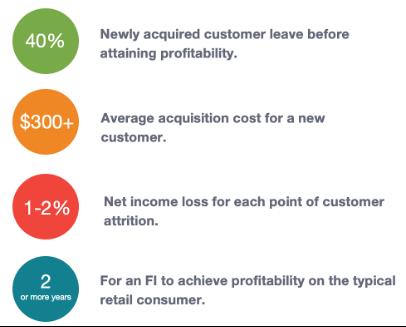 40%
Newly acquired customer leave before
attaining profitability.
$300+
Average acquisition cost for a new
customer.
1-2%
Net income loss for each point of customer
attrition.
2
or more years
For an FI to achieve profitability on the typical
retail consumer.